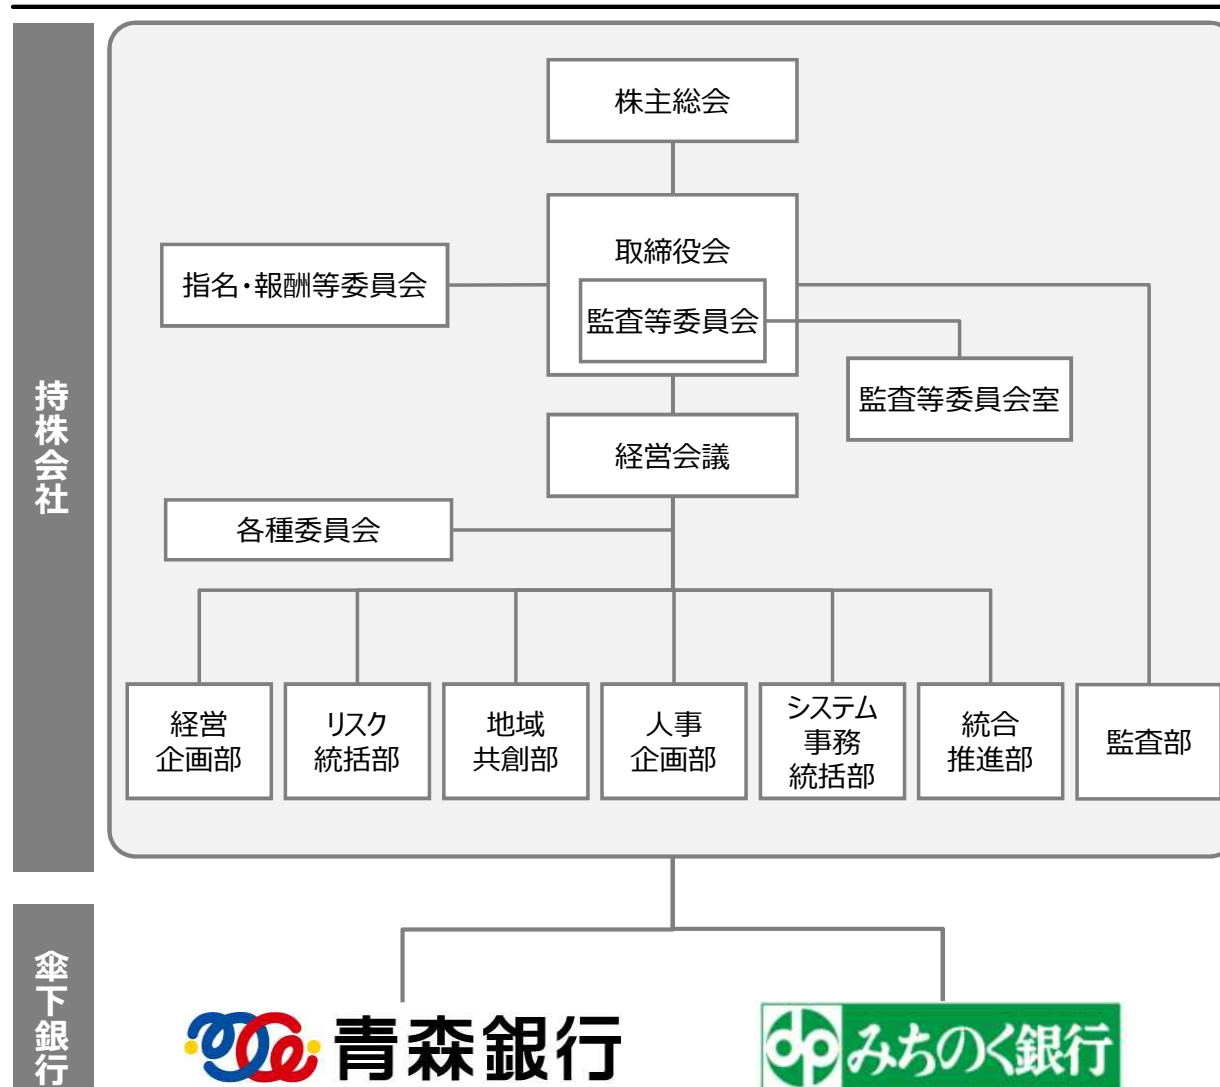 持株会社
株主総会
取締役会
指名・報酬等委員会
監査等委員会
監査等委員会室
経営会議
各種委員会
経営
企画部
リスク
統括部
地域
共創部
人事
企画部
システム
事務
統括部
統合
推進部
監査部
傘下銀行
青森銀行
みちのく銀行